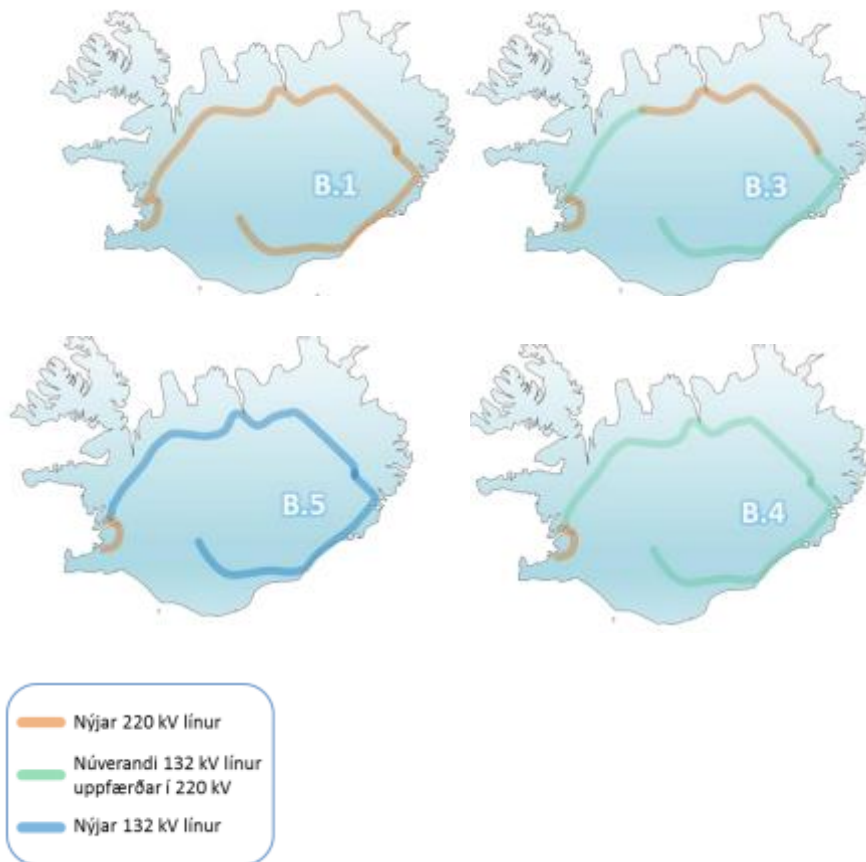 B.1
B.3
B.5
B.4
Nýjar 220 kV línur
Núverandi 132 kV línur
uppfærðar í 220 kV
Nýjar 132 kV línur